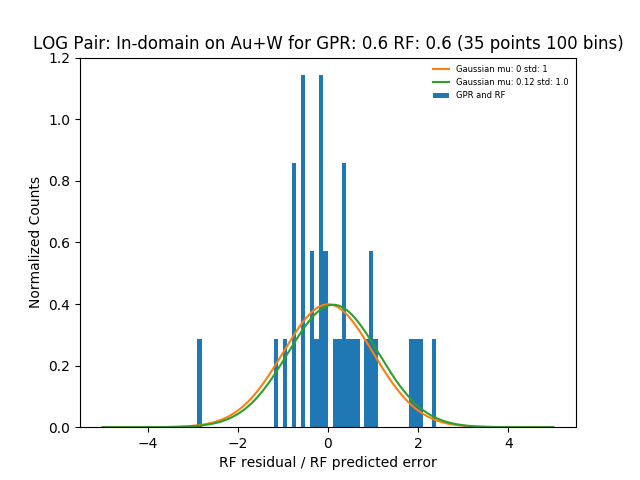 LOG Pair: In-domain on Au+W for GPR: 0.6 RF: 0.6 (35 points 100 bins)
Gaussian mu: 0 std: 1
Gaussian mu: 0.12 std: 1.0
GPR and RF
Normalized Counts
1.2
1.0
0.8
0.6
0.4
0.2
0.0
−4 −2 0 2 4
RF residual / RF predicted error